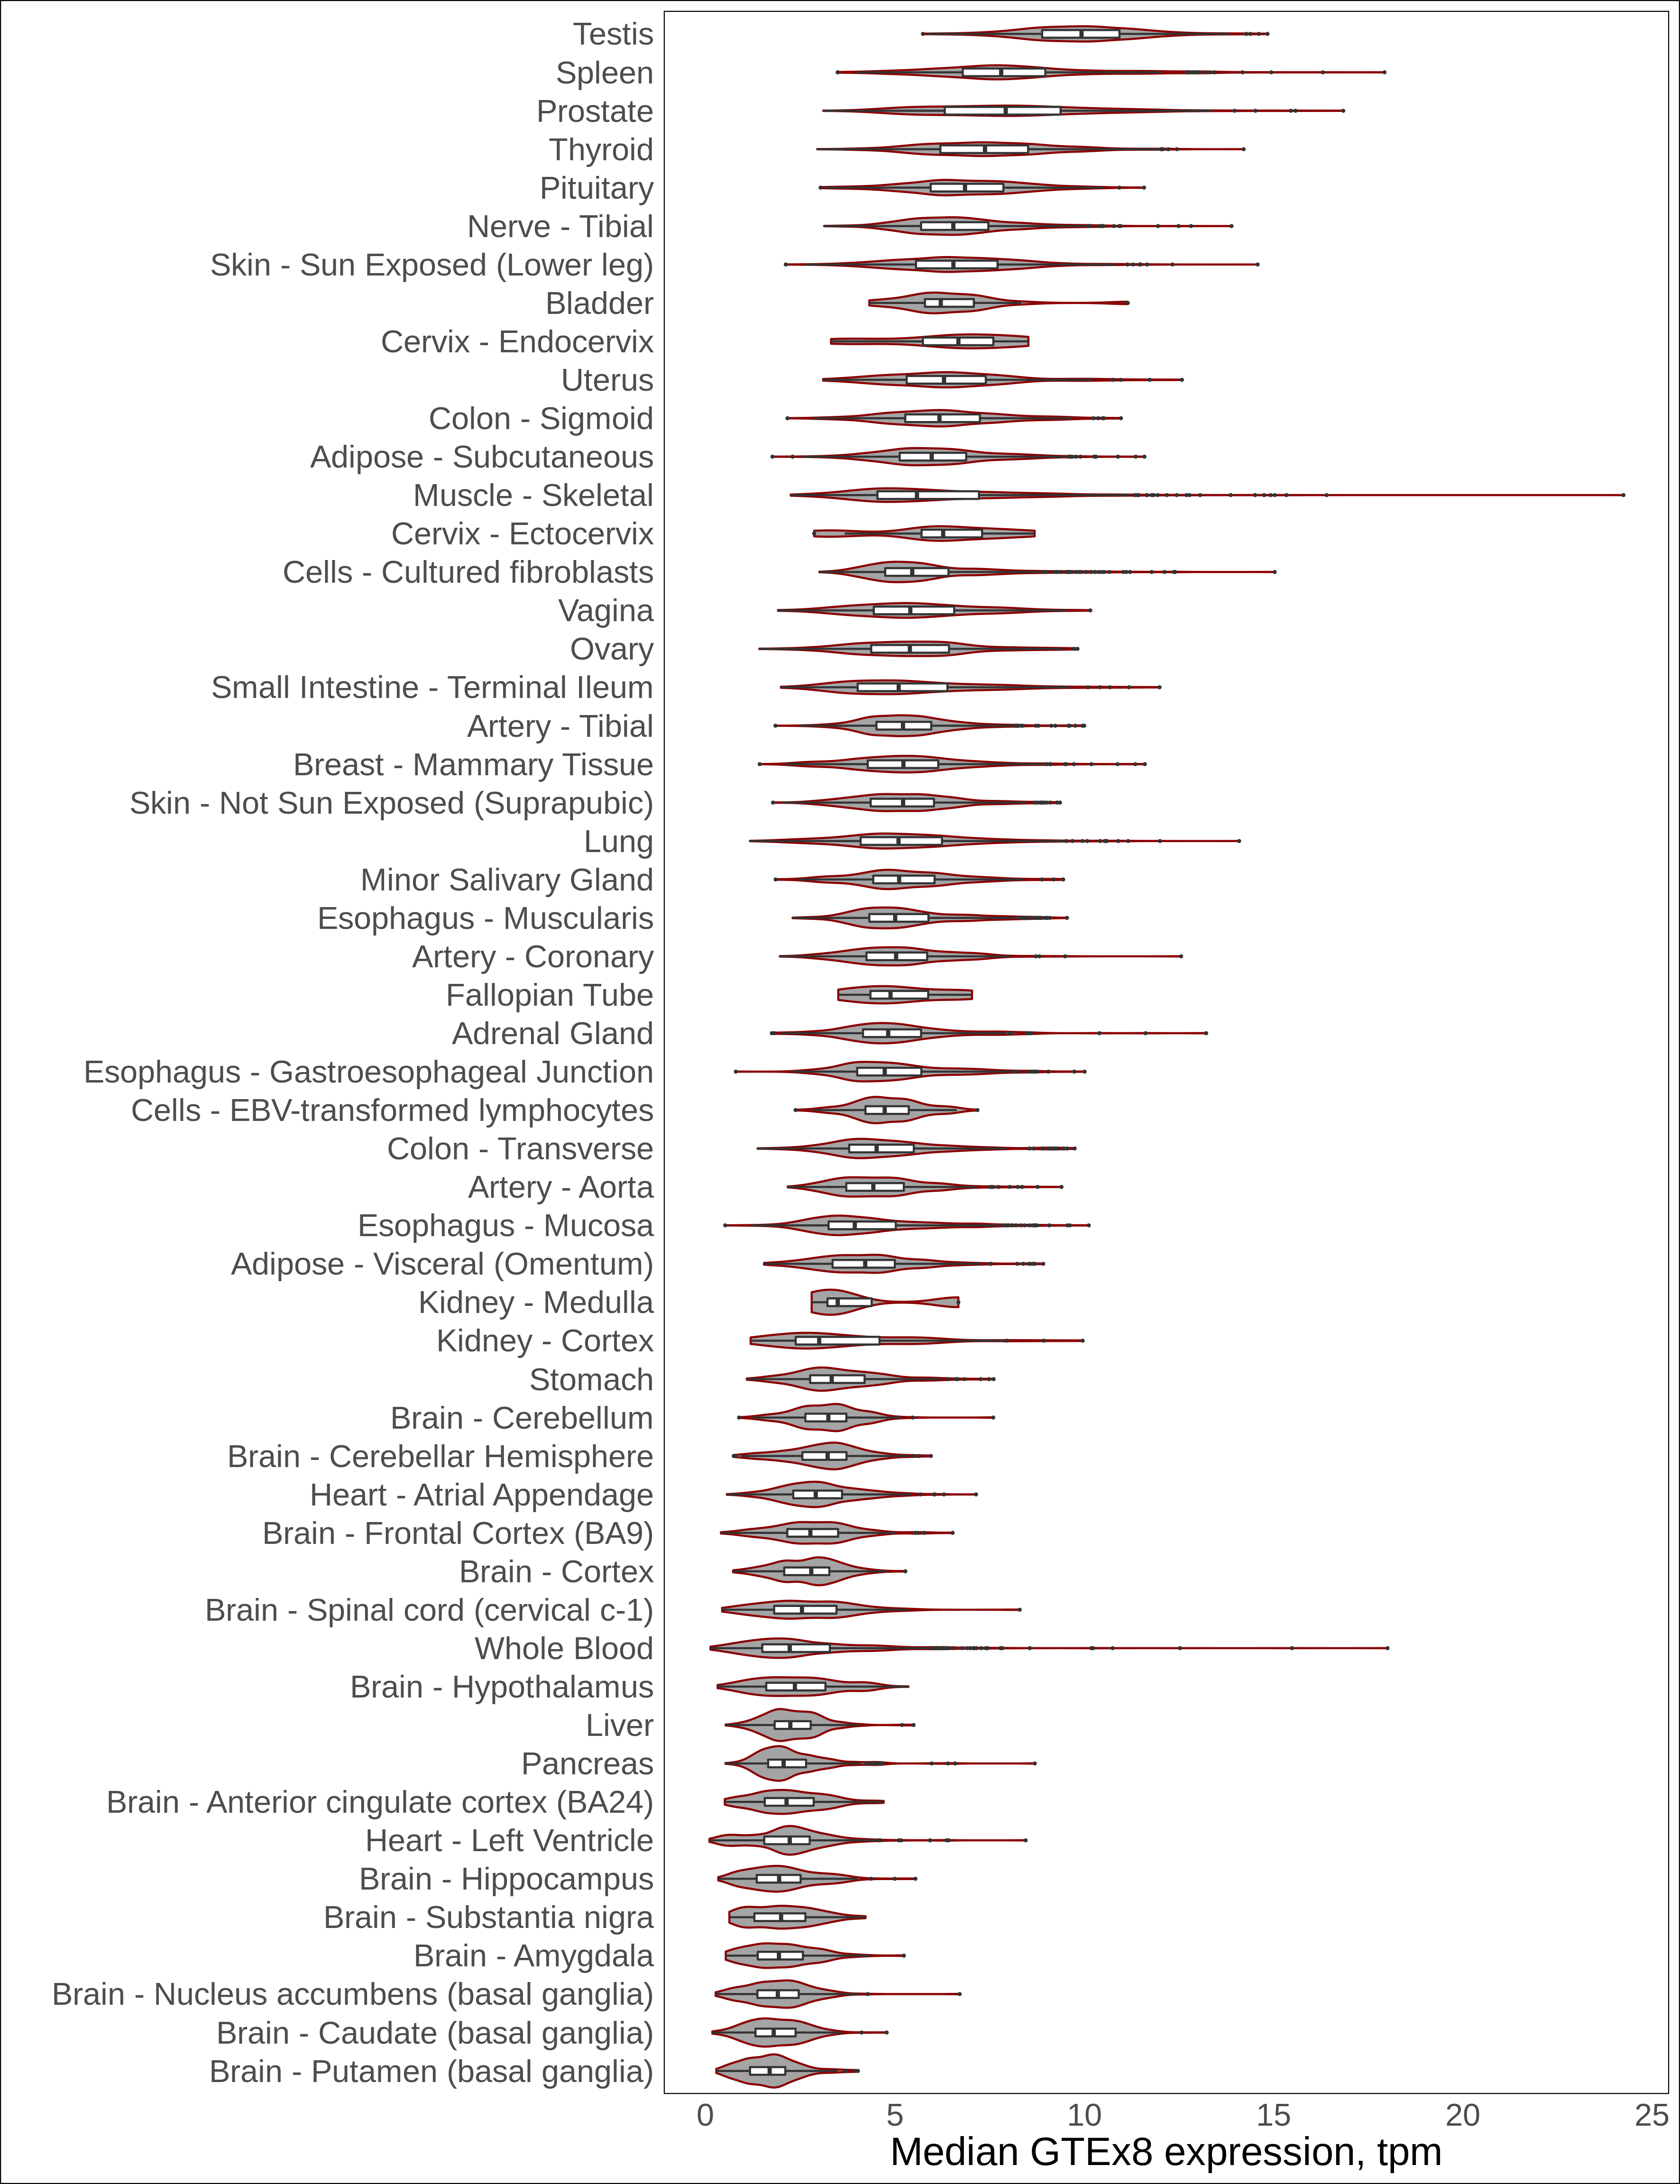 Testis
Spleen
Prostate
Thyroid
Pituitary
Nerve - Tibial
Skin - Sun Exposed (Lower leg)
Bladder
Cervix - Endocervix
Uterus
Colon - Sigmoid
Adipose - Subcutaneous
Muscle - Skeletal
Cervix - Ectocervix
Cells - Cultured fibroblasts
Vagina
Ovary
Small Intestine - Terminal Ileum
Artery - Tibial
Breast - Mammary Tissue
Skin - Not Sun Exposed (Suprapubic)
Lung
Minor Salivary Gland
Esophagus - Muscularis
Artery - Coronary
Fallopian Tube
Adrenal Gland
Esophagus - Gastroesophageal Junction
Cells - EBV-transformed lymphocytes
Colon - Transverse
Artery - Aorta
Esophagus - Mucosa
Adipose - Visceral (Omentum)
Kidney - Medulla
Kidney - Cortex
Stomach
Brain - Cerebellum
Brain - Cerebellar Hemisphere
Heart - Atrial Appendage
Brain - Frontal Cortex (BA9)
Brain - Cortex
Brain - Spinal cord (cervical c-1)
Whole Blood
Brain - Hypothalamus
Liver
Pancreas
Brain - Anterior cingulate cortex (BA24)
Heart - Left Ventricle
Brain - Hippocampus
Brain - Substantia nigra
Brain - Amygdala
Brain - Nucleus accumbens (basal ganglia)
Brain - Caudate (basal ganglia)
Brain - Putamen (basal ganglia)
0 5 10 15 20 25
Median GTEx8 expression, tpm